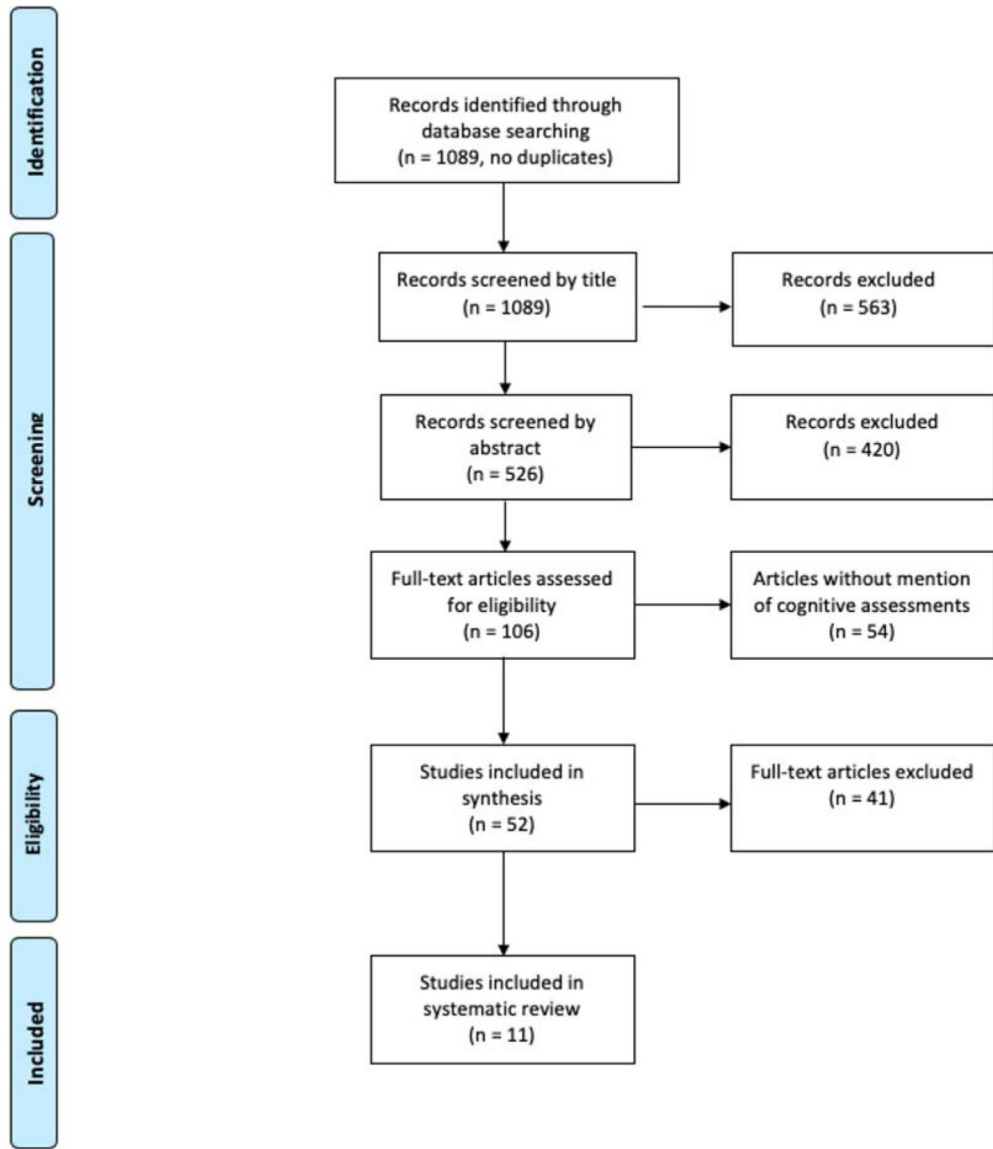 Identification
Records identified through
database searching
(n = 1089, no duplicates)
Screening
Records screened by title
(n = 1089)
Records excluded
(n = 563)
Records screened by
abstract
(n = 526)
Records excluded
(n = 420)
Full-text articles assessed
for eligibility
(n = 106)
Articles without mention
of cognitive assessments
(n = 54)
Eligibility
Studies included in
synthesis
(n = 52)
Full-text articles excluded
(n = 41)
Included
Studies included in
systematic review
(n = 11)